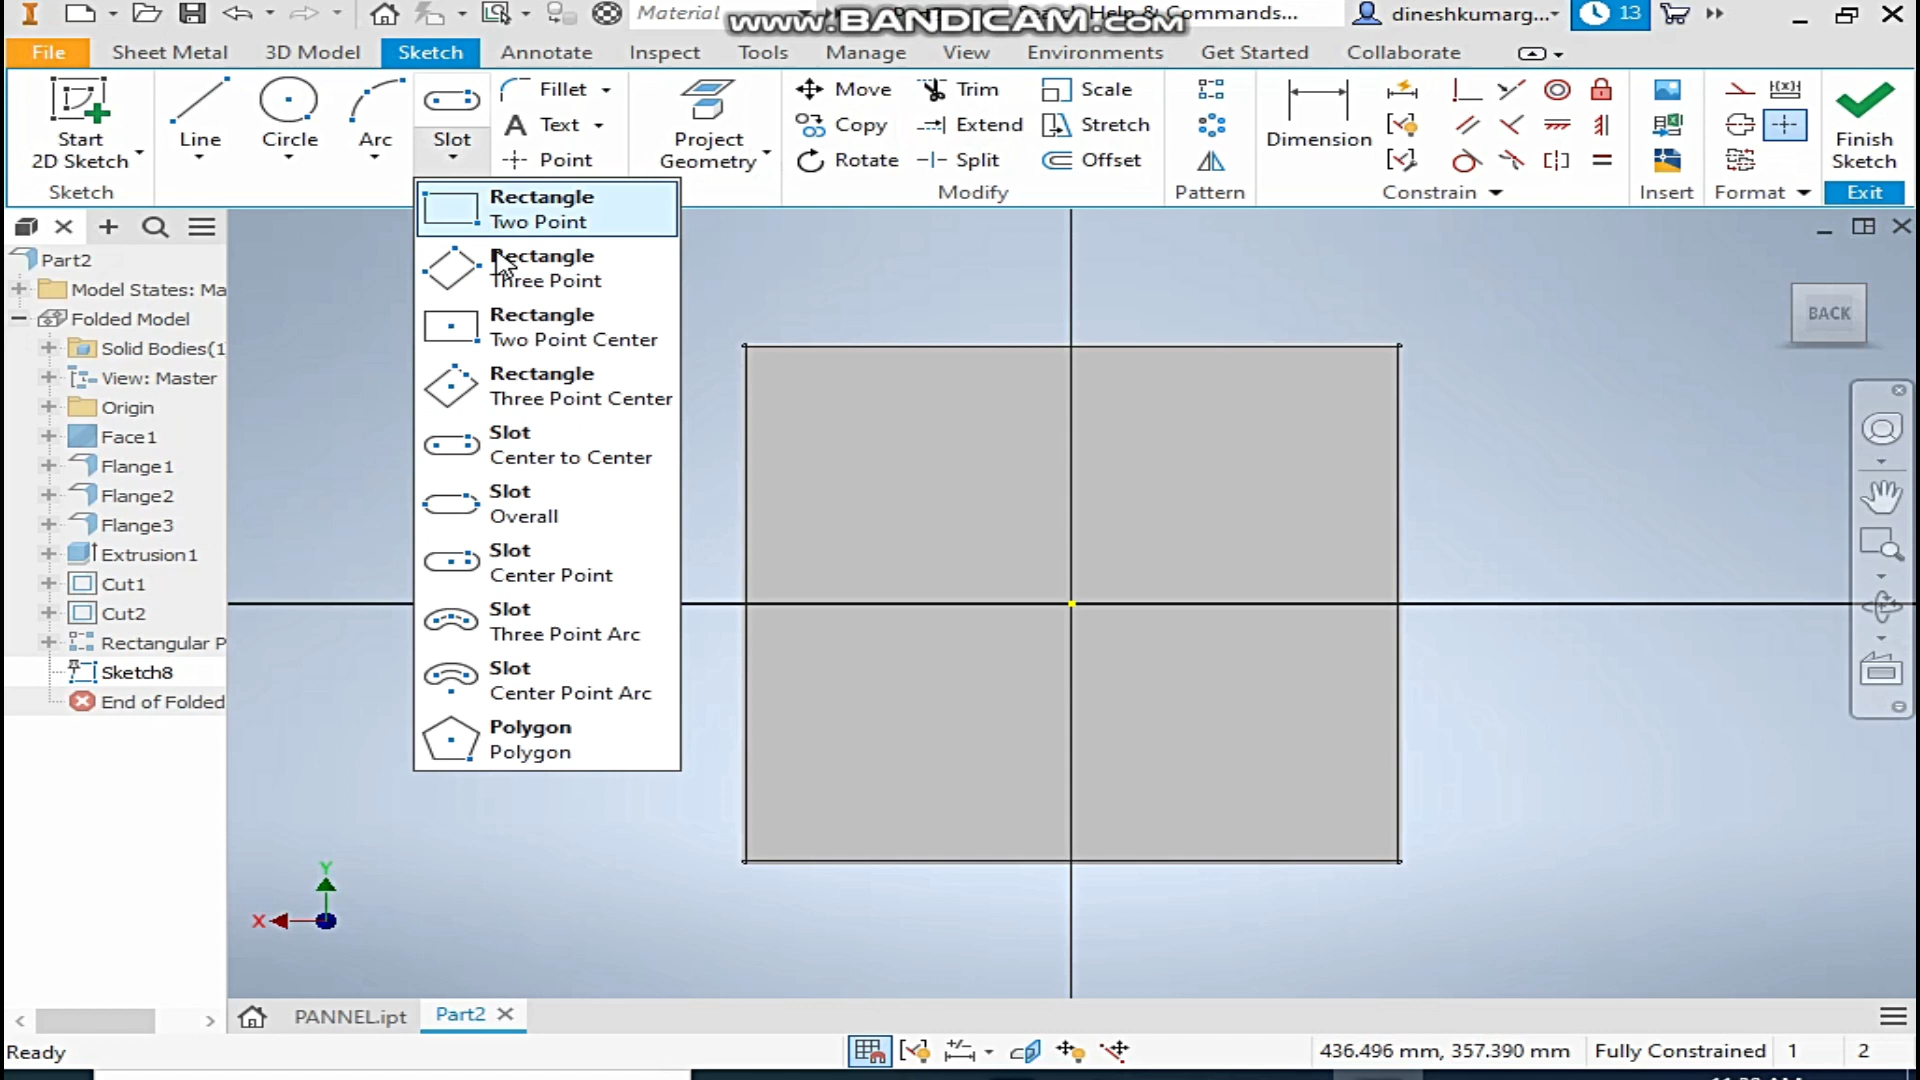 Material
www.BANDICAM.com
Search Help & Commands...
dineshkumarg...
13
File
Sheet Metal
3D Model
Sketch
Annotate
Inspect
Tools
Manage
View
Environments
Get Started
Collaborate
Start
2D Sketch
Line
Circle
Arc
Slot
Fillet
Text
Point
Project
Geometry
Move
Copy
Rotate
Trim
Extend
Split
Scale
Stretch
Offset
Dimension
Finish
Sketch
Sketch
Modify
Pattern
Constrain
Insert
Format
Exit
Rectangle
Two Point
Rectangle
Three Point
Rectangle
Two Point Center
Rectangle
Three Point Center
Slot
Center to Center
Slot
Overall
Slot
Center Point
Slot
Three Point Arc
Slot
Center Point Arc
Polygon
Polygon
Part2
Model States: Ma
Folded Model
Solid Bodies(1
View: Master
Origin
Face1
Flange1
Flange2
Flange3
Extrusion1
Cut1
Cut2
Rectangular P
Sketch8
End of Folded
BACK
Y
X
PANNEL.ipt
Part2
Ready
436.496 mm, 357.390 mm
Fully Constrained
1
2